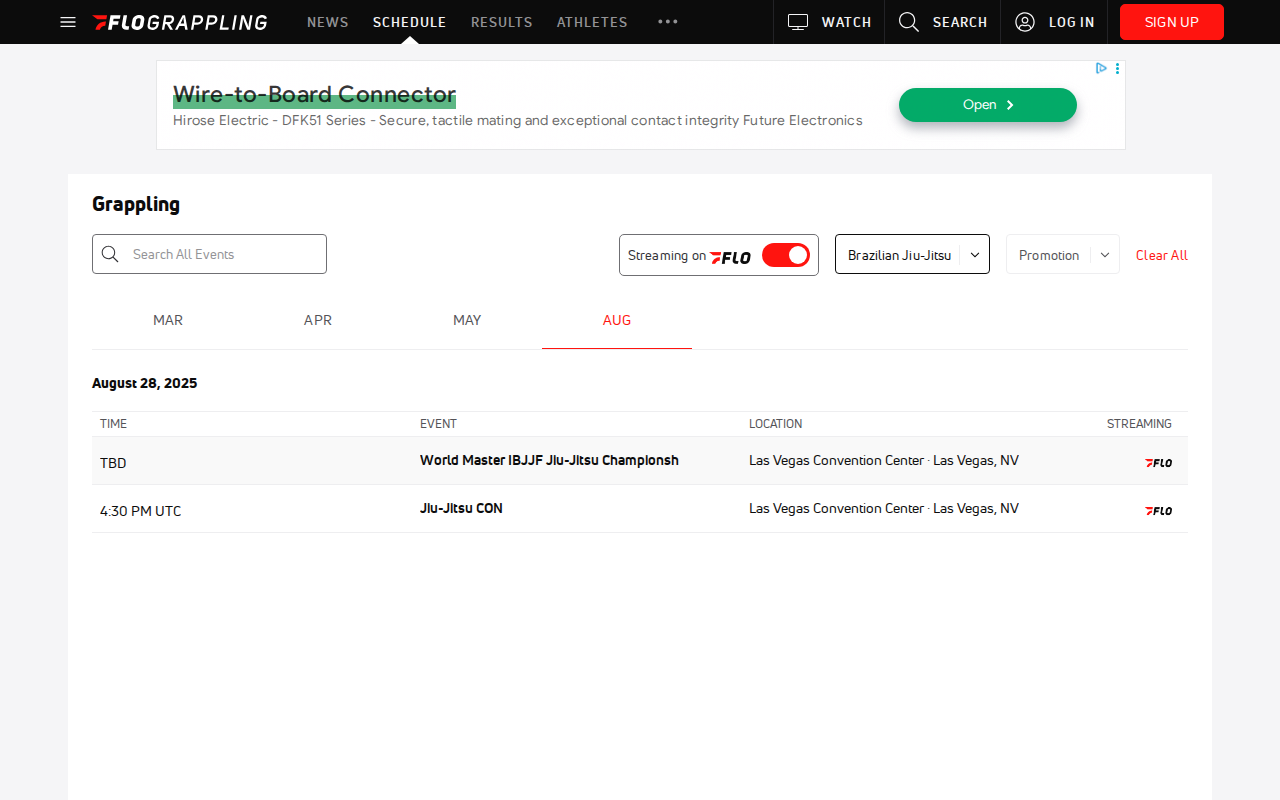 FLOGRAPPLING NEWS SCHEDULE RESULTS ATHLETES WATCH SEARCH LOG IN SIGN UP
Wire-to-Board Connector
Hirose Electric - DFK51 Series - Secure, tactile mating and exceptional contact integrity Future Electronics
Open
Grappling
Search All Events
Streaming on FLO
Brazilian Jiu-Jitsu
Promotion
Clear All
MAR APR MAY AUG
August 28, 2025
TIME EVENT LOCATION STREAMING
TBD World Master IBJJF Jiu-Jitsu Championsh Las Vegas Convention Center · Las Vegas, NV FLO
4:30 PM UTC Jiu-Jitsu CON Las Vegas Convention Center · Las Vegas, NV FLO